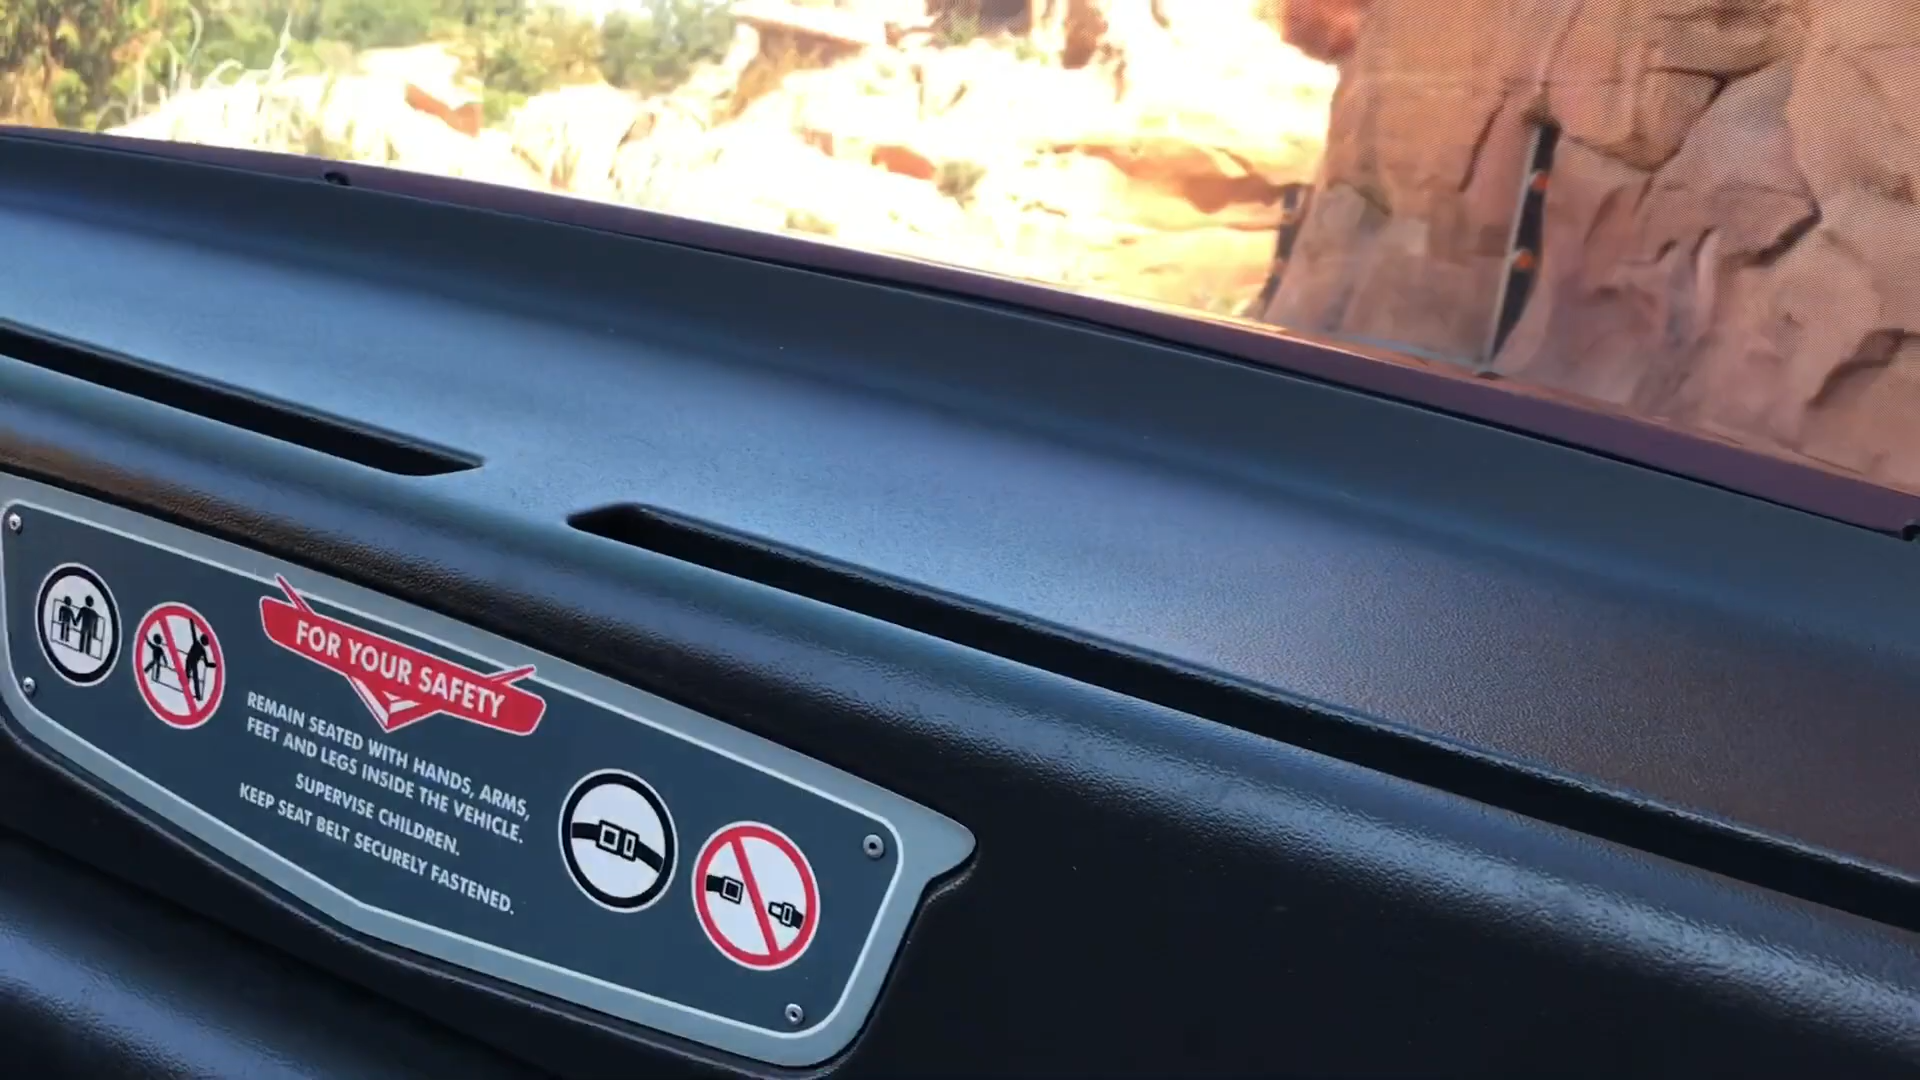 FOR YOUR SAFETY
REMAIN SEATED WITH HANDS, ARMS,
FEET AND LEGS INSIDE THE VEHICLE.
SUPERVISE CHILDREN.
KEEP SEAT BELT SECURELY FASTENED.